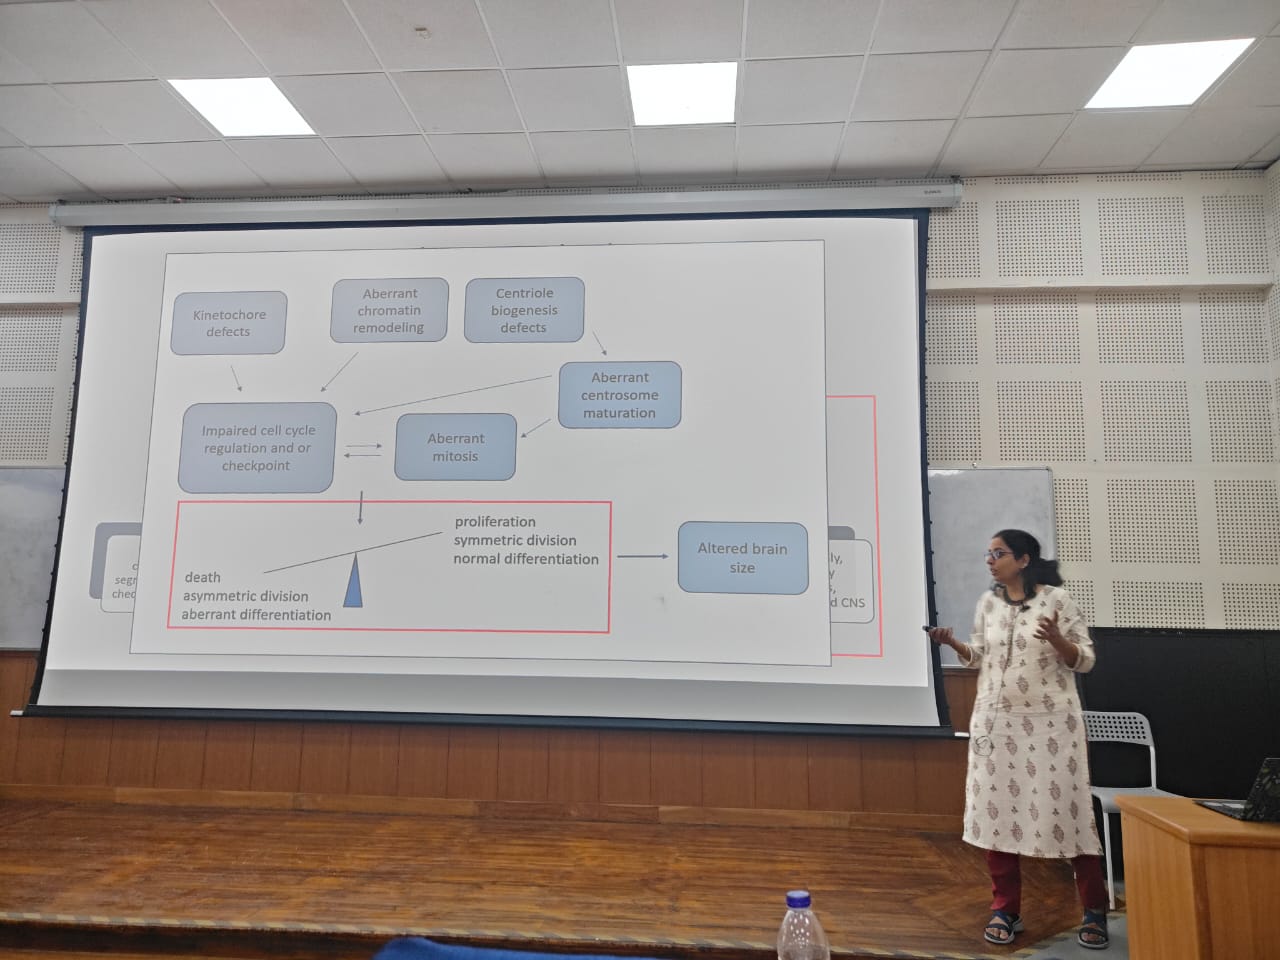 Kinetochore
defects
Aberrant
chromatin
remodeling
Centriole
biogenesis
defects
Aberrant
centrosome
maturation
Impaired cell cycle
regulation and or
checkpoint
Aberrant
mitosis
proliferation
symmetric division
normal differentiation
death
asymmetric division
aberrant differentiation
Altered brain
size
d CNS